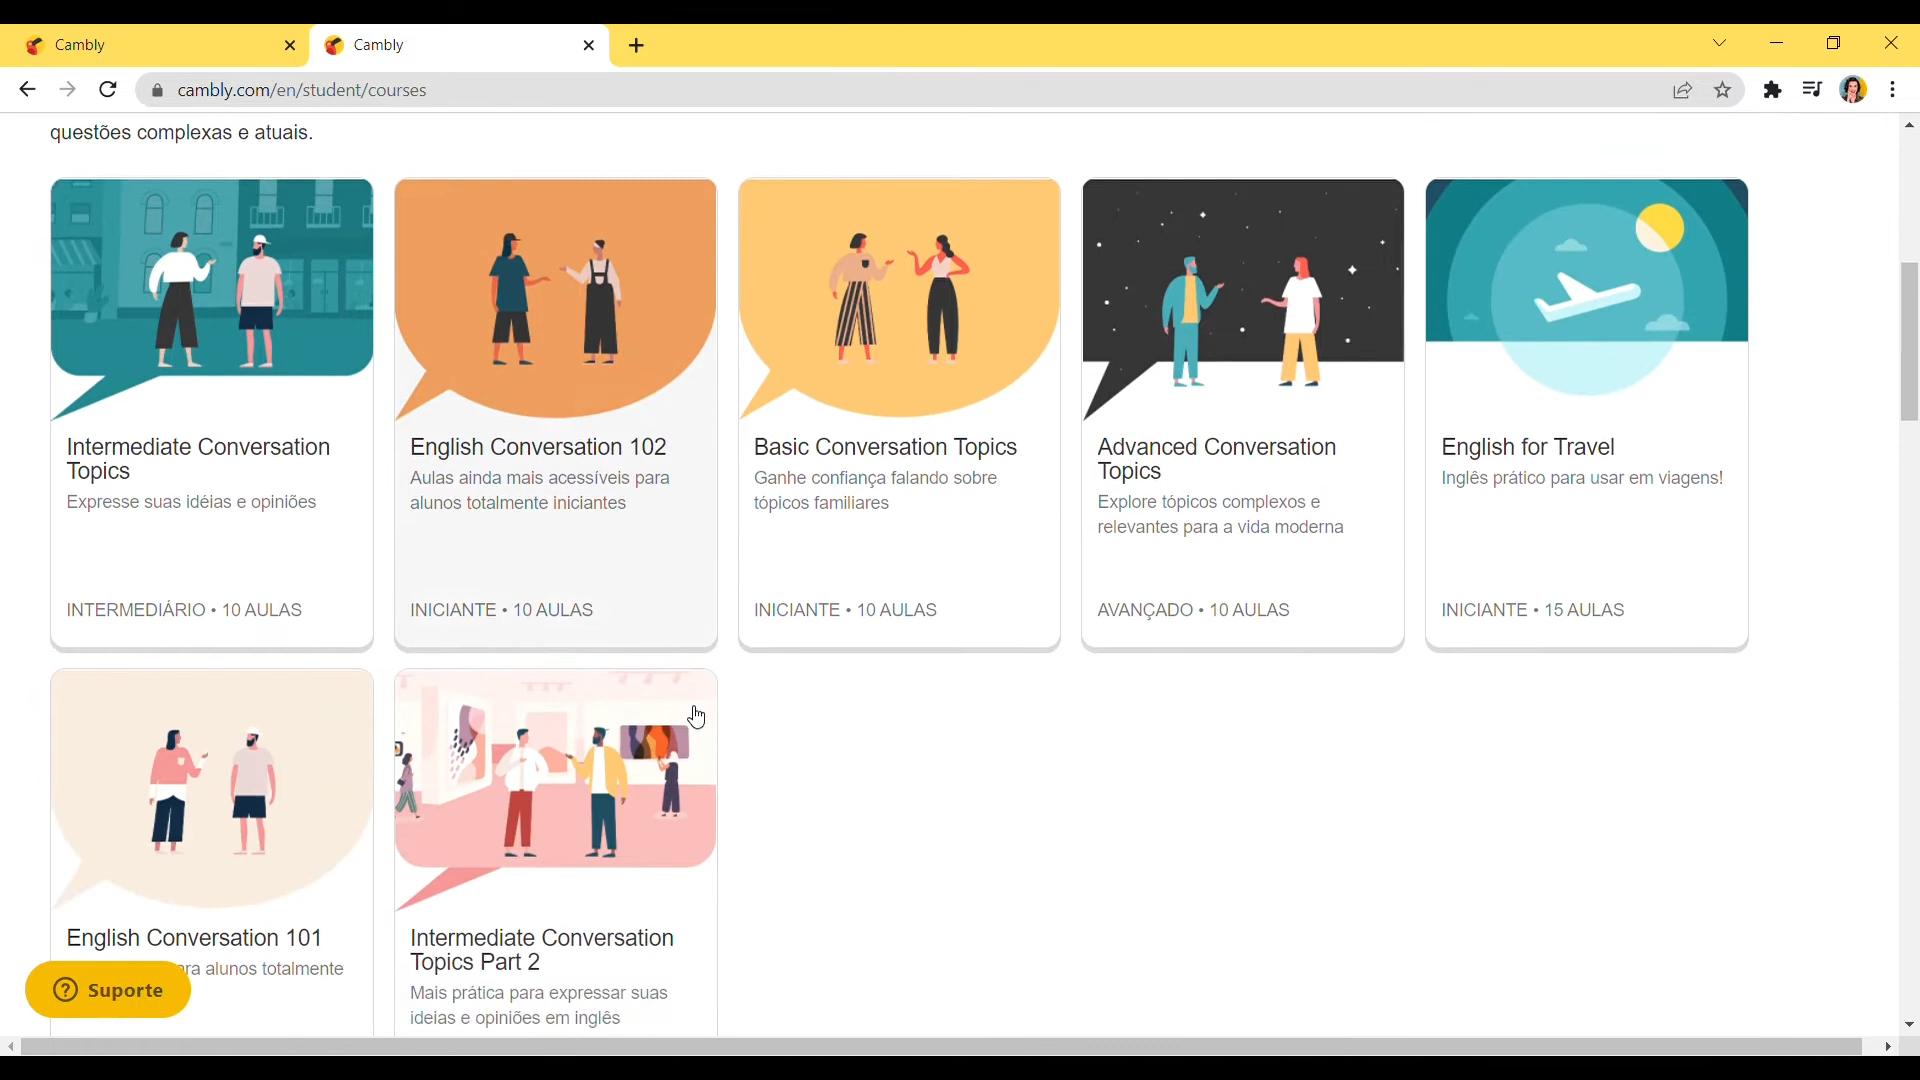 Cambly
Cambly
cambly.com/en/student/courses
questões complexas e atuais.
Intermediate Conversation
Topics
Expresse suas idéias e opiniões
INTERMEDIÁRIO • 10 AULAS
English Conversation 102
Aulas ainda mais acessíveis para
alunos totalmente iniciantes
INICIANTE • 10 AULAS
Basic Conversation Topics
Ganhe confiança falando sobre
tópicos familiares
INICIANTE • 10 AULAS
Advanced Conversation
Topics
Explore tópicos complexos e
relevantes para a vida moderna
AVANÇADO • 10 AULAS
English for Travel
Inglês prático para usar em viagens!
INICIANTE • 15 AULAS
English Conversation 101
alunos totalmente
Intermediate Conversation
Topics Part 2
Mais prática para expressar suas
ideias e opiniões em inglês
Suporte